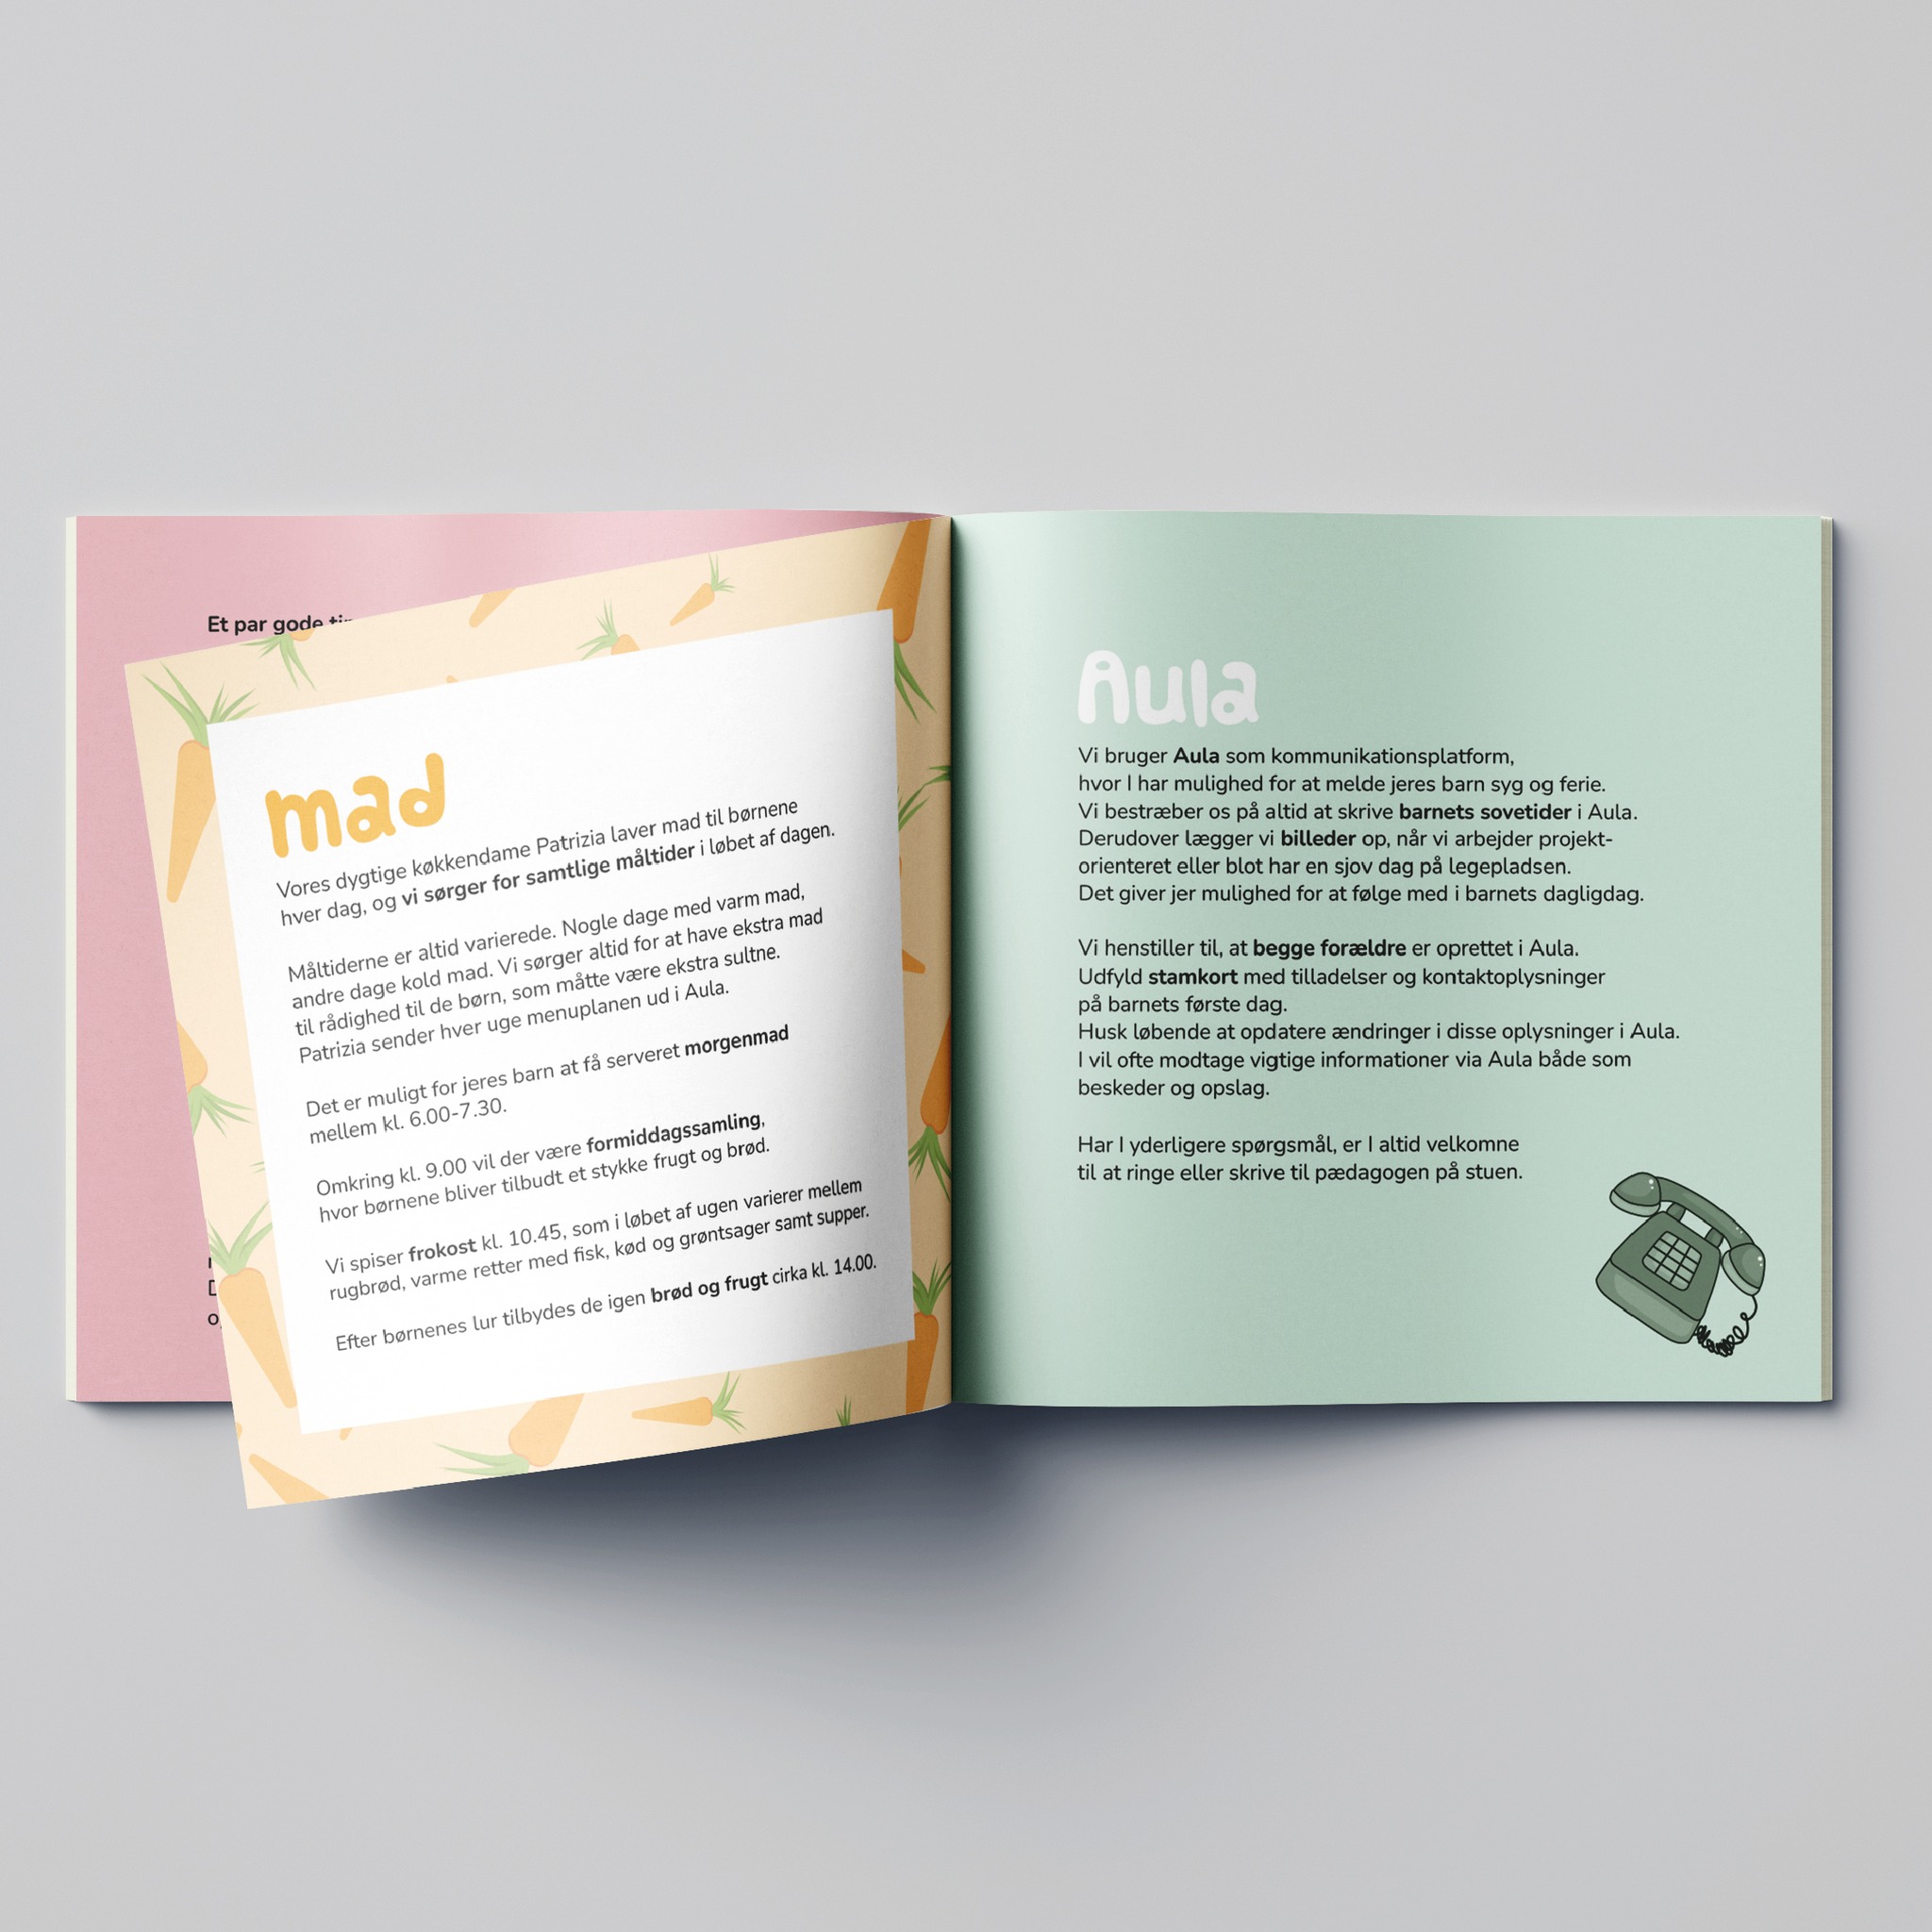 Et par gode
mad
Vores dygtige køkkendame Patrizia laver mad til børnene
hver dag, og vi sørger for samtlige måltider i løbet af dagen.
Måltiderne er altid varierede. Nogle dage med varm mad,
andre dage kold mad. Vi sørger altid for at have ekstra mad
til rådighed til de børn, som måtte være ekstra sultne.
Patrizia sender hver uge menuplanen ud i Aula.
Det er muligt for jeres barn at få serveret morgenmad
mellem kl. 6.00-7.30.
Omkring kl. 9.00 vil der være formiddagssamling,
hvor børnene bliver tilbudt et stykke frugt og brød.
Vi spiser frokost kl. 10.45, som i løbet af ugen varierer mellem
rugbrød, varme retter med fisk, kød og grøntsager samt supper.
Efter børnenes lur tilbydes de igen brød og frugt cirka kl. 14.00.
Aula
Vi bruger Aula som kommunikationsplatform,
hvor I har mulighed for at melde jeres barn syg og ferie.
Vi bestræber os på altid at skrive barnets sovetider i Aula.
Derudover lægger vi billeder op, når vi arbejder projekt-
orienteret eller blot har en sjov dag på legepladsen.
Det giver jer mulighed for at følge med i barnets dagligdag.
Vi henstiller til, at begge forældre er oprettet i Aula.
Udfyld stamkort med tilladelser og kontaktoplysninger
på barnets første dag.
Husk løbende at opdatere ændringer i disse oplysninger i Aula.
I vil ofte modtage vigtige informationer via Aula både som
beskeder og opslag.
Har I yderligere spørgsmål, er I altid velkomne
til at ringe eller skrive til pædagogen på stuen.